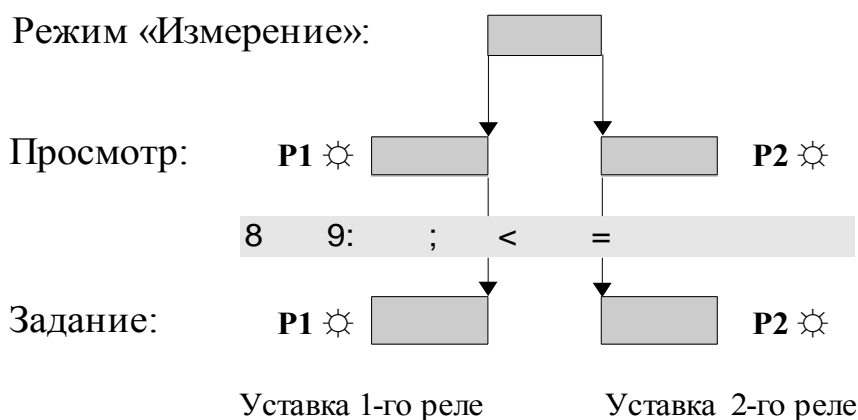 Режим «Измерение»:
Просмотр: P1 P2
8 9: ; < =
Задание: P1 P2
Уставка 1-го реле Уставка 2-го реле